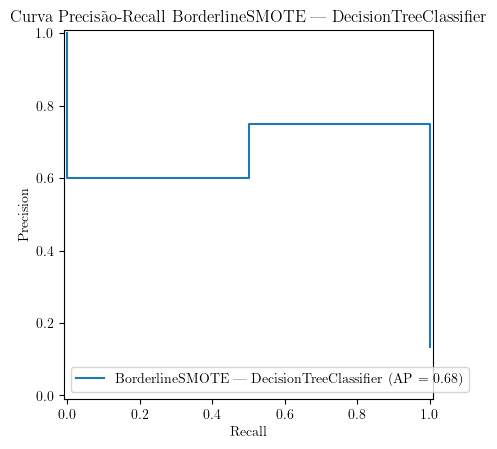 Curva Precisão-Recall BorderlineSMOTE — DecisionTreeClassifier
1.0
0.8
0.6
0.4
0.2
0.0
Precision
BorderlineSMOTE — DecisionTreeClassifier (AP = 0.68)
0.0 0.2 0.4 0.6 0.8 1.0
Recall